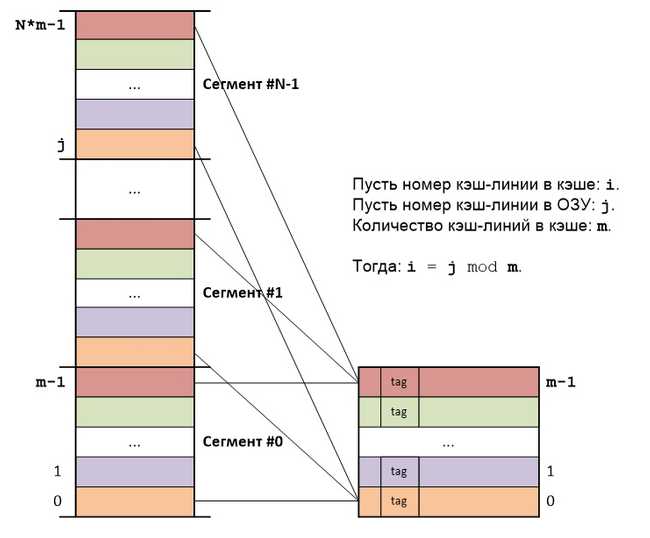 N*m-1
...
Сегмент #N-1
j
...
Пусть номер кэш-линии в кэше: i.
Пусть номер кэш-линии в ОЗУ: j.
Количество кэш-линий в кэше: m.
Тогда: i = j mod m.
...
Сегмент #1
m-1
tag
m-1
tag
...
Сегмент #0
...
1
tag
1
0
tag
0